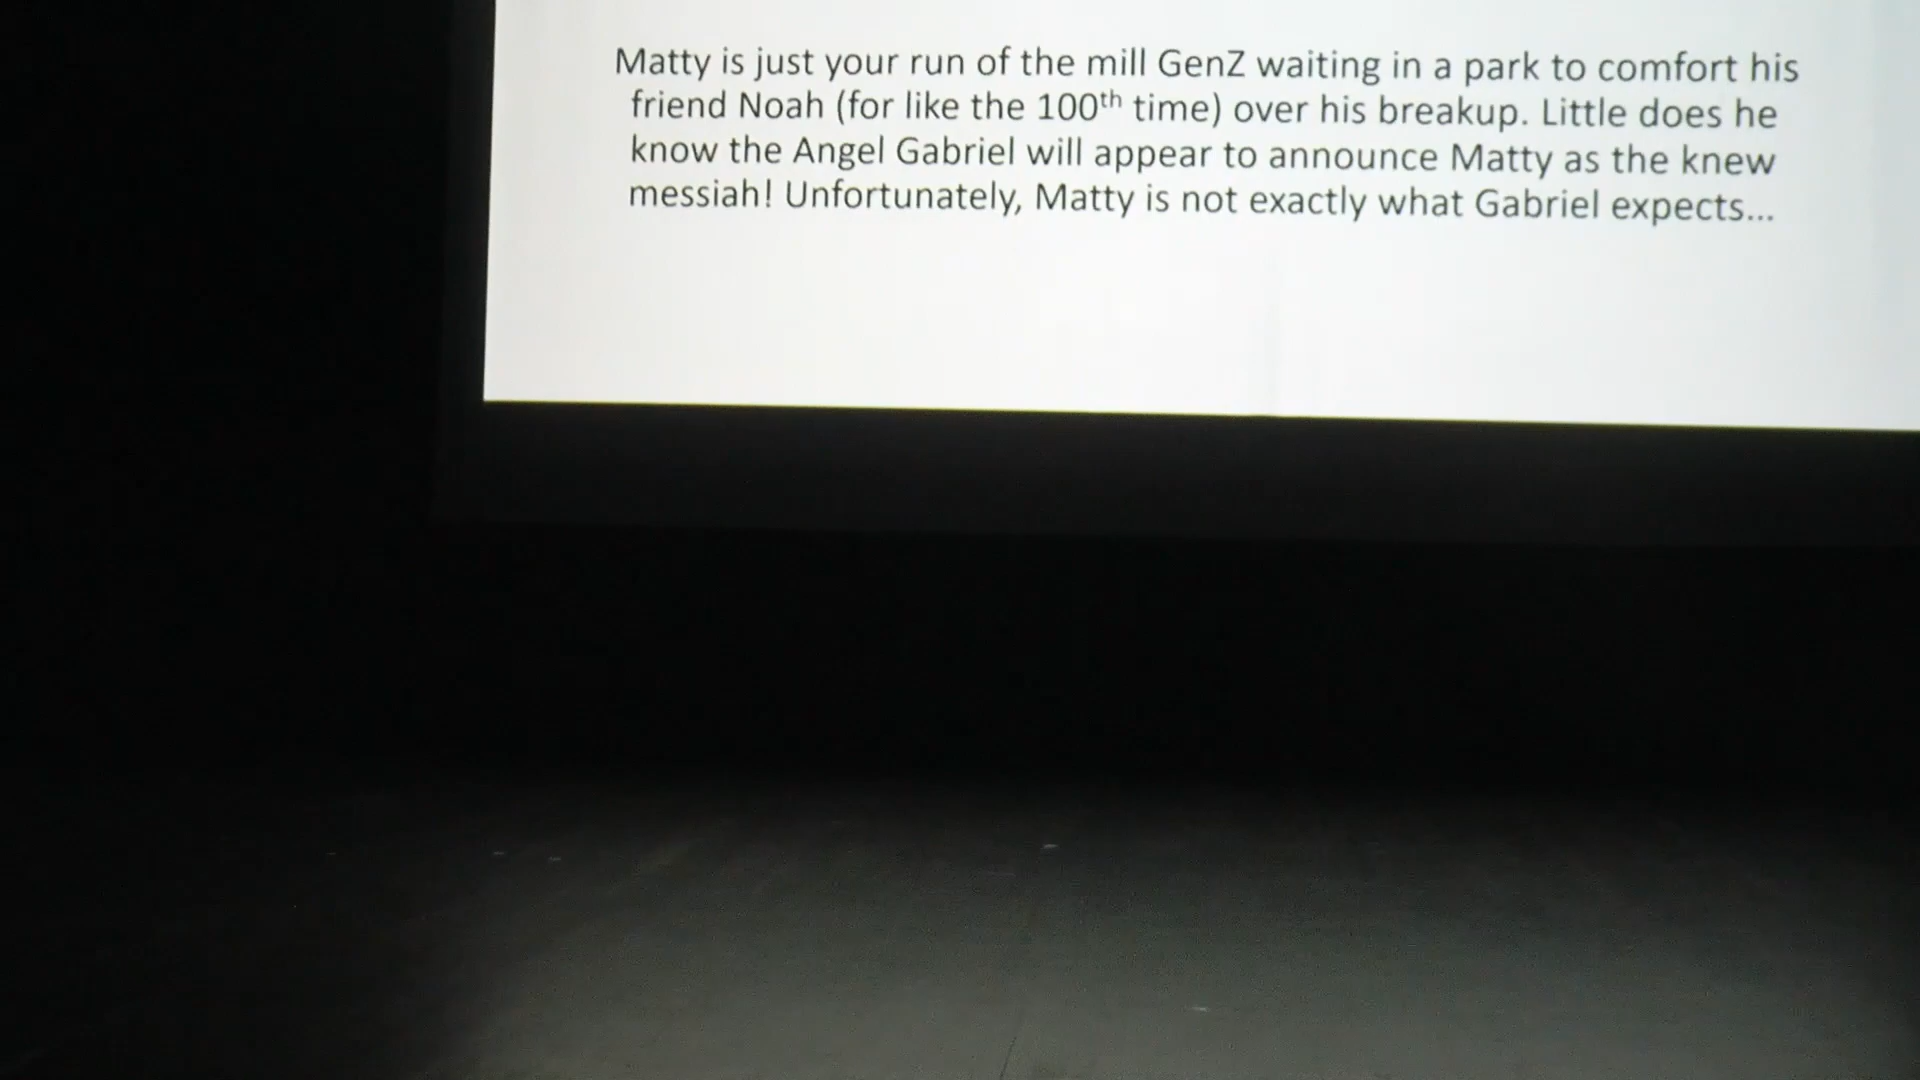 Matty is just your run of the mill GenZ waiting in a park to comfort his
friend Noah (for like the 100th time) over his breakup. Little does he
know the Angel Gabriel will appear to announce Matty as the knew
messiah! Unfortunately, Matty is not exactly what Gabriel expects...